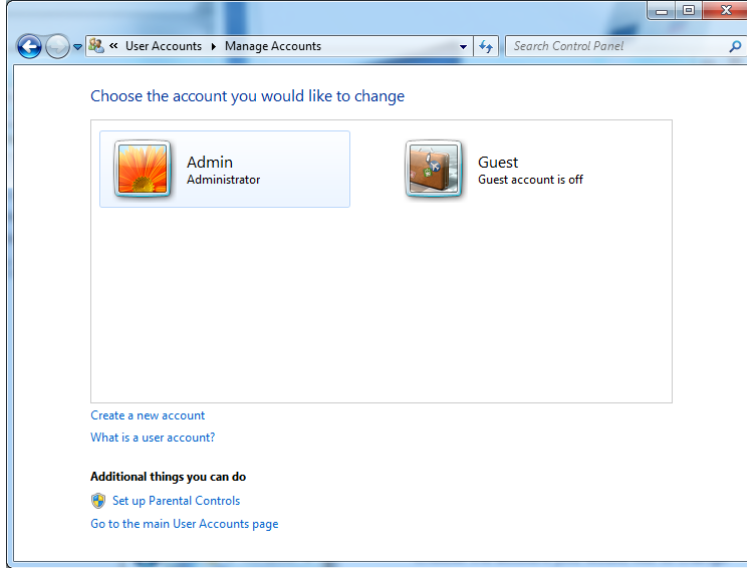 « User Accounts ▸ Manage Accounts
Search Control Panel
Choose the account you would like to change
Admin
Administrator
Guest
Guest account is off
Create a new account
What is a user account?
Additional things you can do
Set up Parental Controls
Go to the main User Accounts page